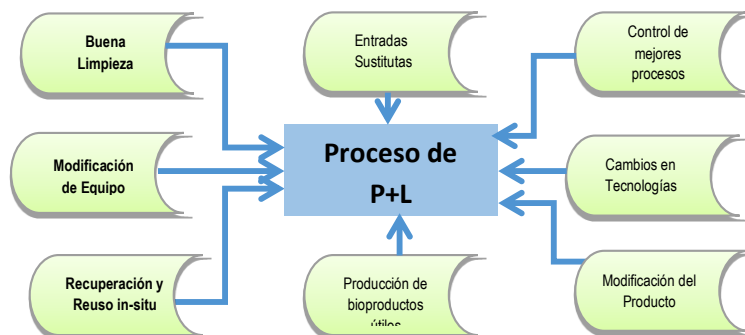 Buena
Limpieza
Entradas
Sustitutas
Control de
mejores
procesos
Modificación
de Equipo
Proceso de
P+L
Cambios en
Tecnologías
Recuperación y
Reuso in-situ
Producción de
bioproductos
útiles
Modificación del
Producto